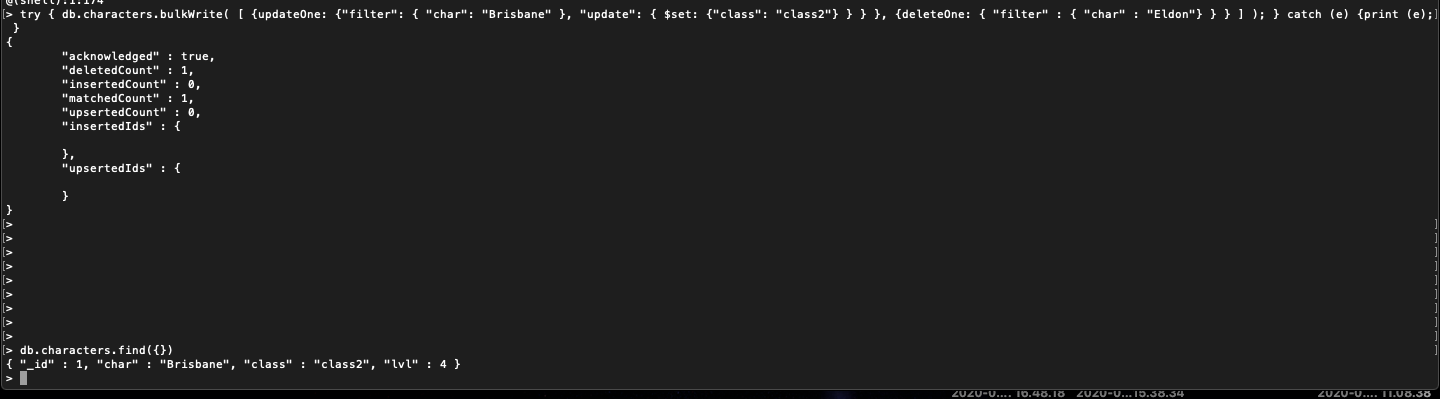 @(shell):1:174
[> try { db.characters.bulkWrite( [ {updateOne: {"filter": { "char": "Brisbane" }, "update": { $set: {"class": "class2"} } } }, {deleteOne: { "filter" : { "char" : "Eldon"} } } ] ); } catch (e) {print (e);]
}
{
"acknowledged" : true,
"deletedCount" : 1,
"insertedCount" : 0,
"matchedCount" : 1,
"upsertedCount" : 0,
"insertedIds" : {
},
"upsertedIds" : {
}
}
[> ]
[> ]
[> ]
[> ]
[> ]
[> ]
[> ]
[> ]
[> ]
[> db.characters.find({}) ]
{ "_id" : 1, "char" : "Brisbane", "class" : "class2", "lvl" : 4 }
>
2020-0.... 16.48.18 2020-0...15.38.34 2020-0.... 11.08.38